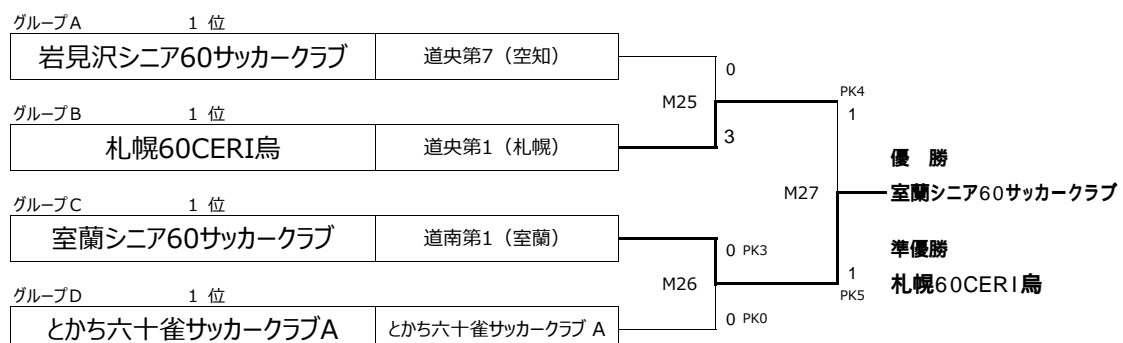 グループA 1 位
岩見沢シニア60サッカークラブ 道央第7（空知）
0
M25
PK4
1
グループB 1 位
札幌60CERI烏 道央第1（札幌）
3
優 勝
M27
室蘭シニア60サッカークラブ
グループC 1 位
室蘭シニア60サッカークラブ 道南第1（室蘭）
0 PK3
準優勝
M26
1
PK5
札幌60CERI烏
グループD 1 位
とかち六十雀サッカークラブA とかち六十雀サッカークラブ A
0 PK0